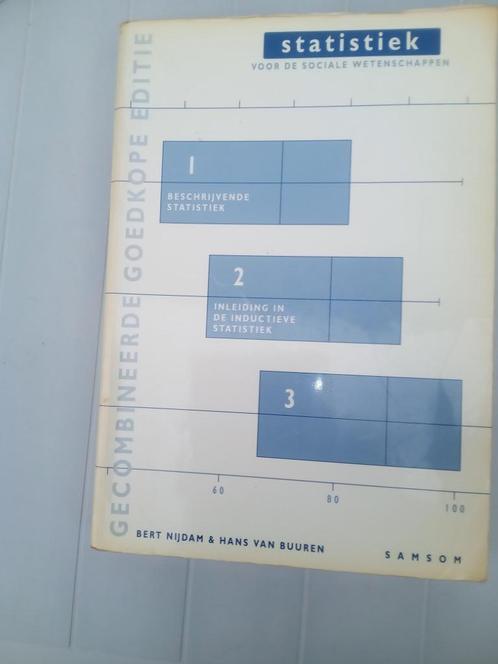 statistiek
VOOR DE SOCIALE WETENSCHAPPEN
GECOMBINEERDE GOEDKOPE EDITIE
1
BESCHRIJVENDE
STATISTIEK
2
INLEIDING IN
DE INDUCTIEVE
STATISTIEK
3
60 80 100
BERT NIJDAM & HANS VAN BUUREN
SAMSOM